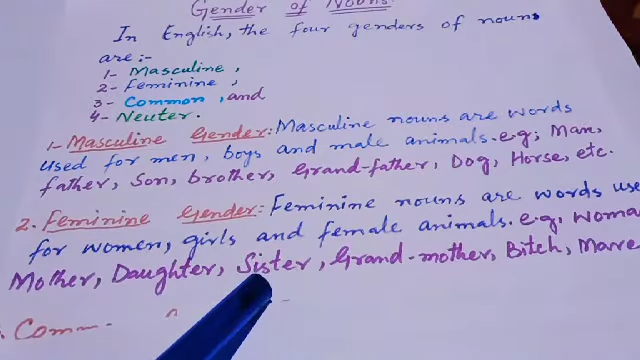 Gender of Nouns
In English, the four genders of nouns
are:-
1- Masculine,
2- Feminine,
3- Common, and
4- Neuter.
1- Masculine Gender: Masculine nouns are words
used for men, boys and male animals. e.g; Man,
father, Son, brother, Grand-father, Dog, Horse, etc.
2. Feminine Gender: Feminine nouns are words use
for women, girls and female animals. e.g, Woma
Mother, Daughter, Sister, Grand-mother, Bitch, Mare
Comm